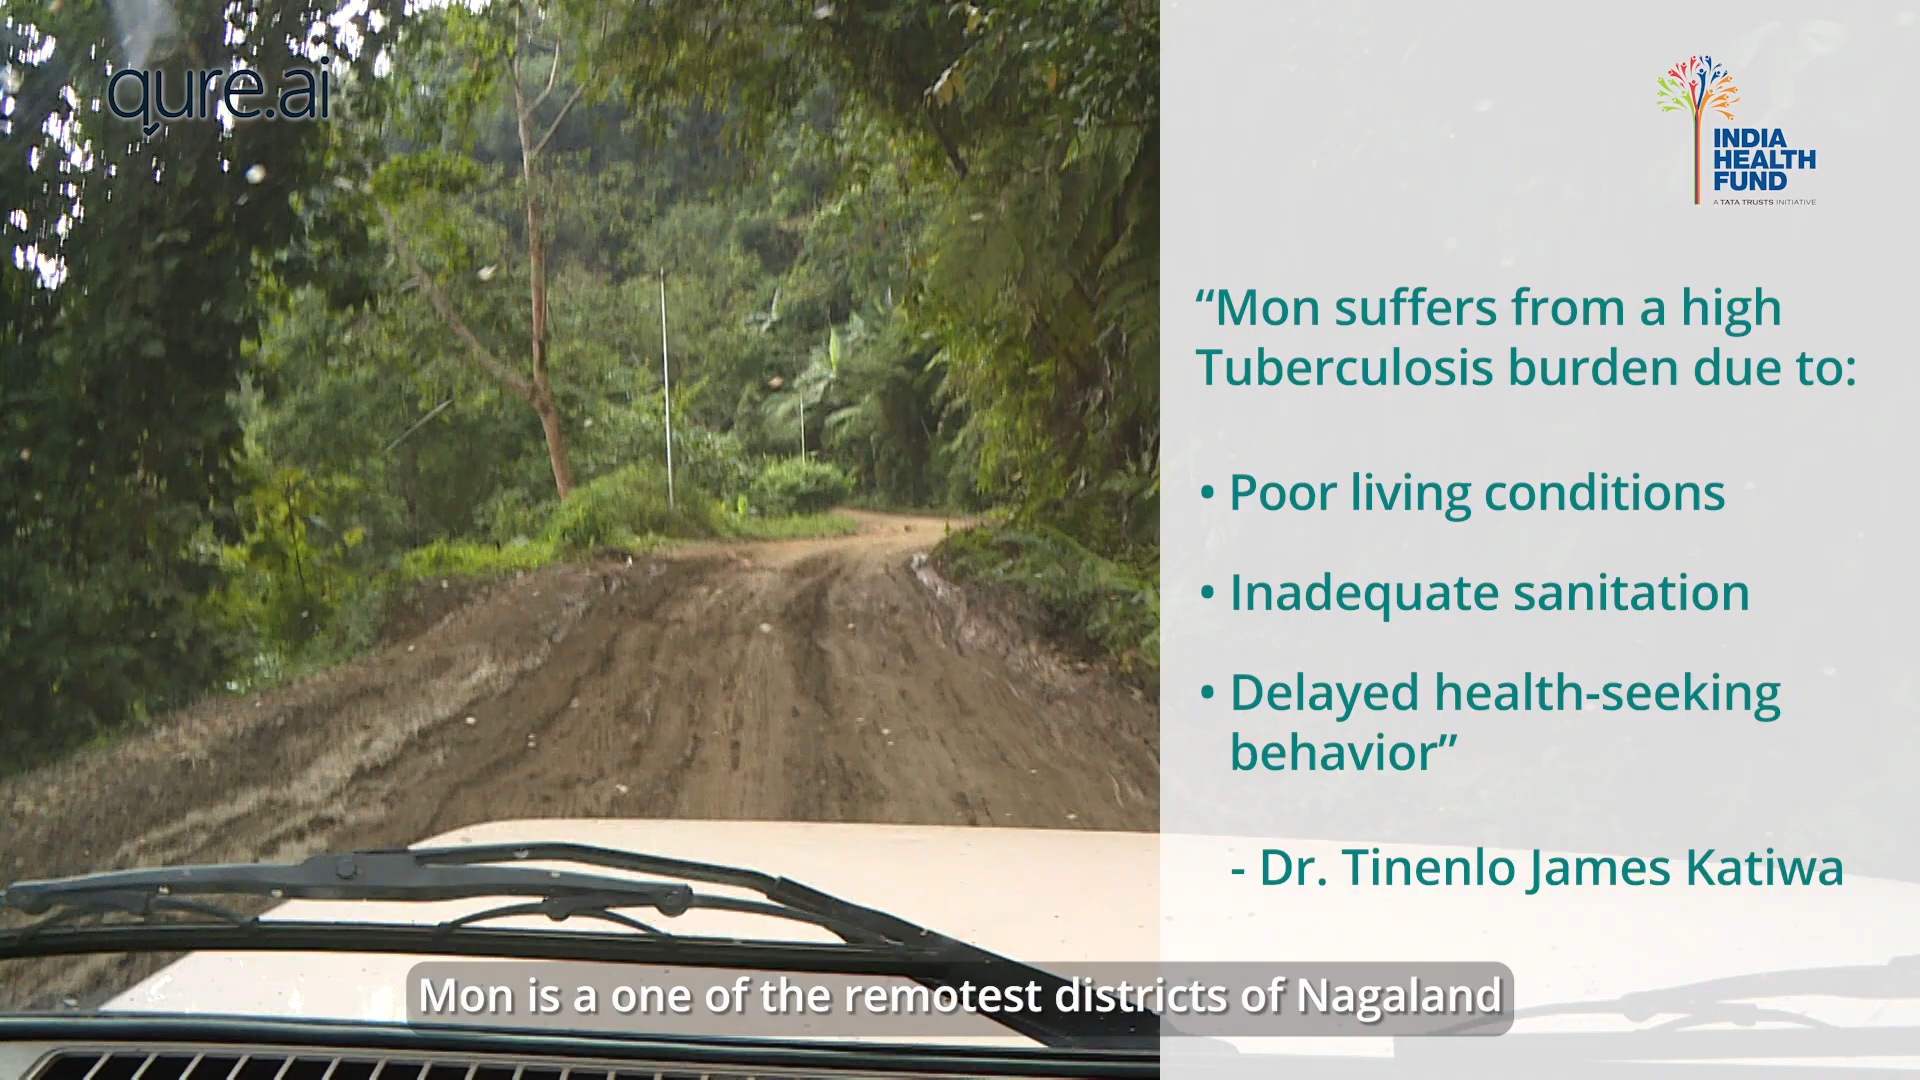 qure.ai
INDIA
HEALTH
FUND
A TATA TRUSTS INITIATIVE
“Mon suffers from a high
Tuberculosis burden due to:
• Poor living conditions
• Inadequate sanitation
• Delayed health-seeking
behavior”
- Dr. Tinenlo James Katiwa
Mon is a one of the remotest districts of Nagaland